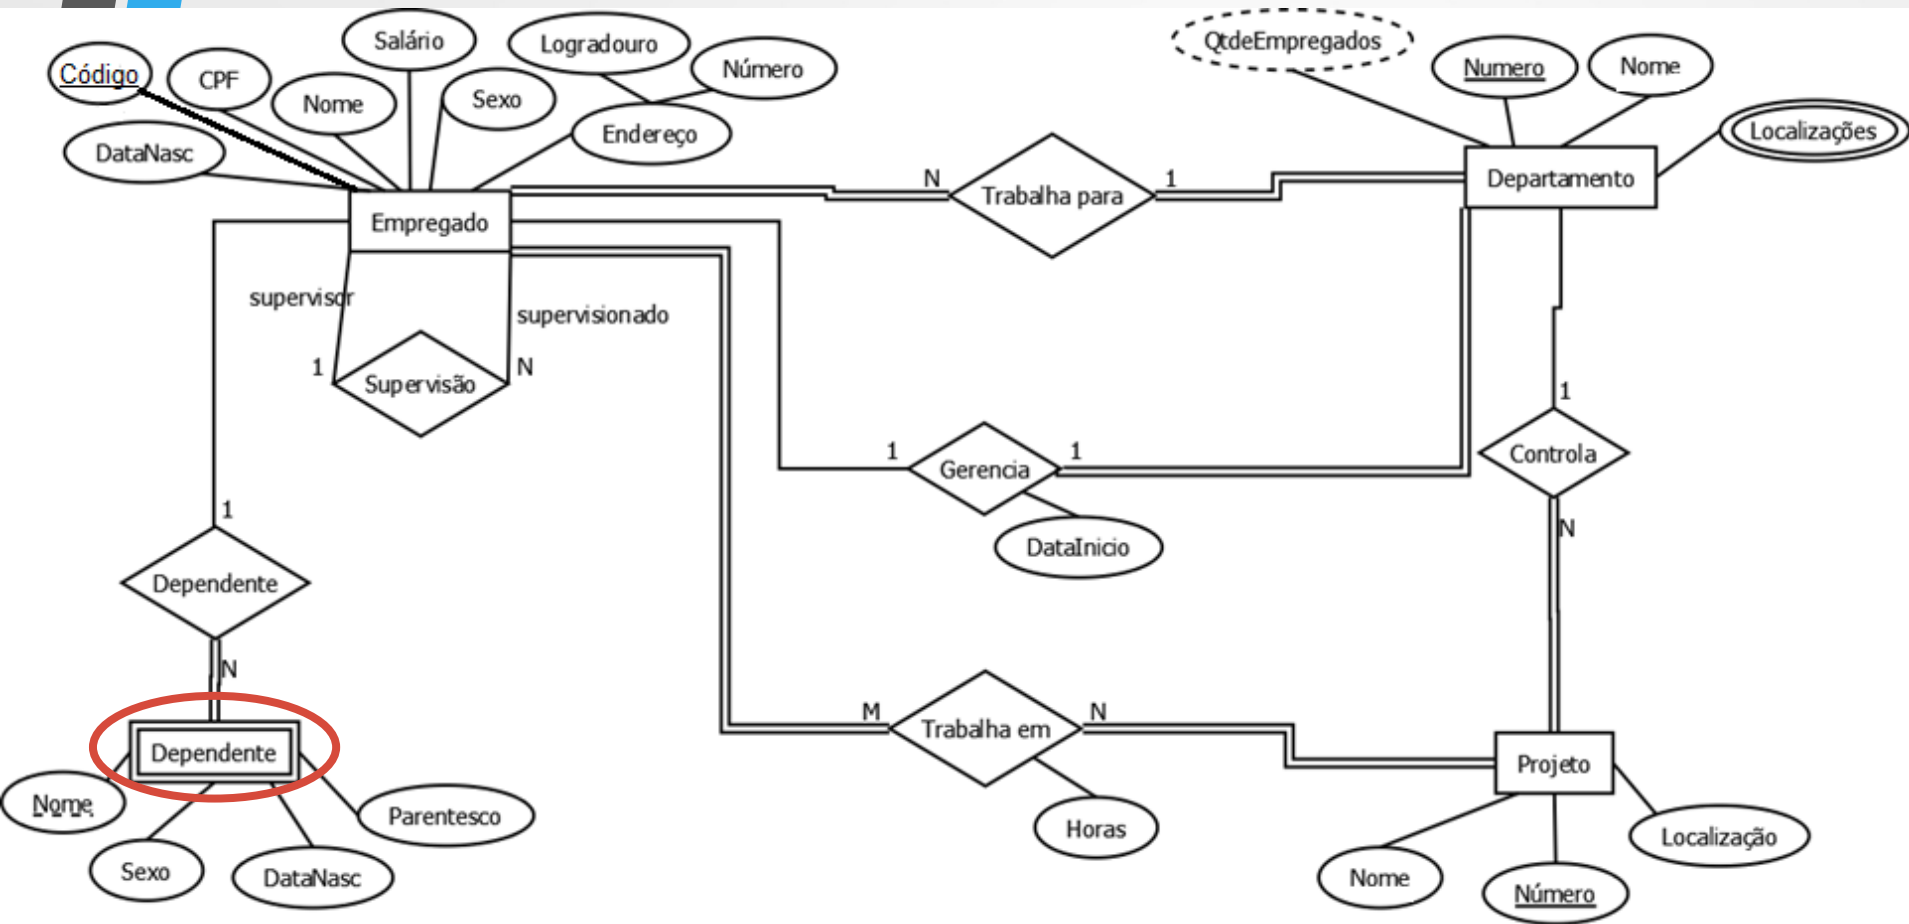 Salário
Logradouro
QtdeEmpregados
Código
CPF
Número
Numero
Nome
Nome
Sexo
Endereço
Localizações
DataNasc
N
1
Departamento
Trabalha para
Empregado
supervisor
supervisionado
1
N
Supervisão
1
1
1
Controla
Gerencia
1
N
DataInicio
Dependente
N
M
N
Trabalha em
Dependente
Projeto
Nome
Parentesco
Horas
Localização
Sexo
DataNasc
Nome
Número